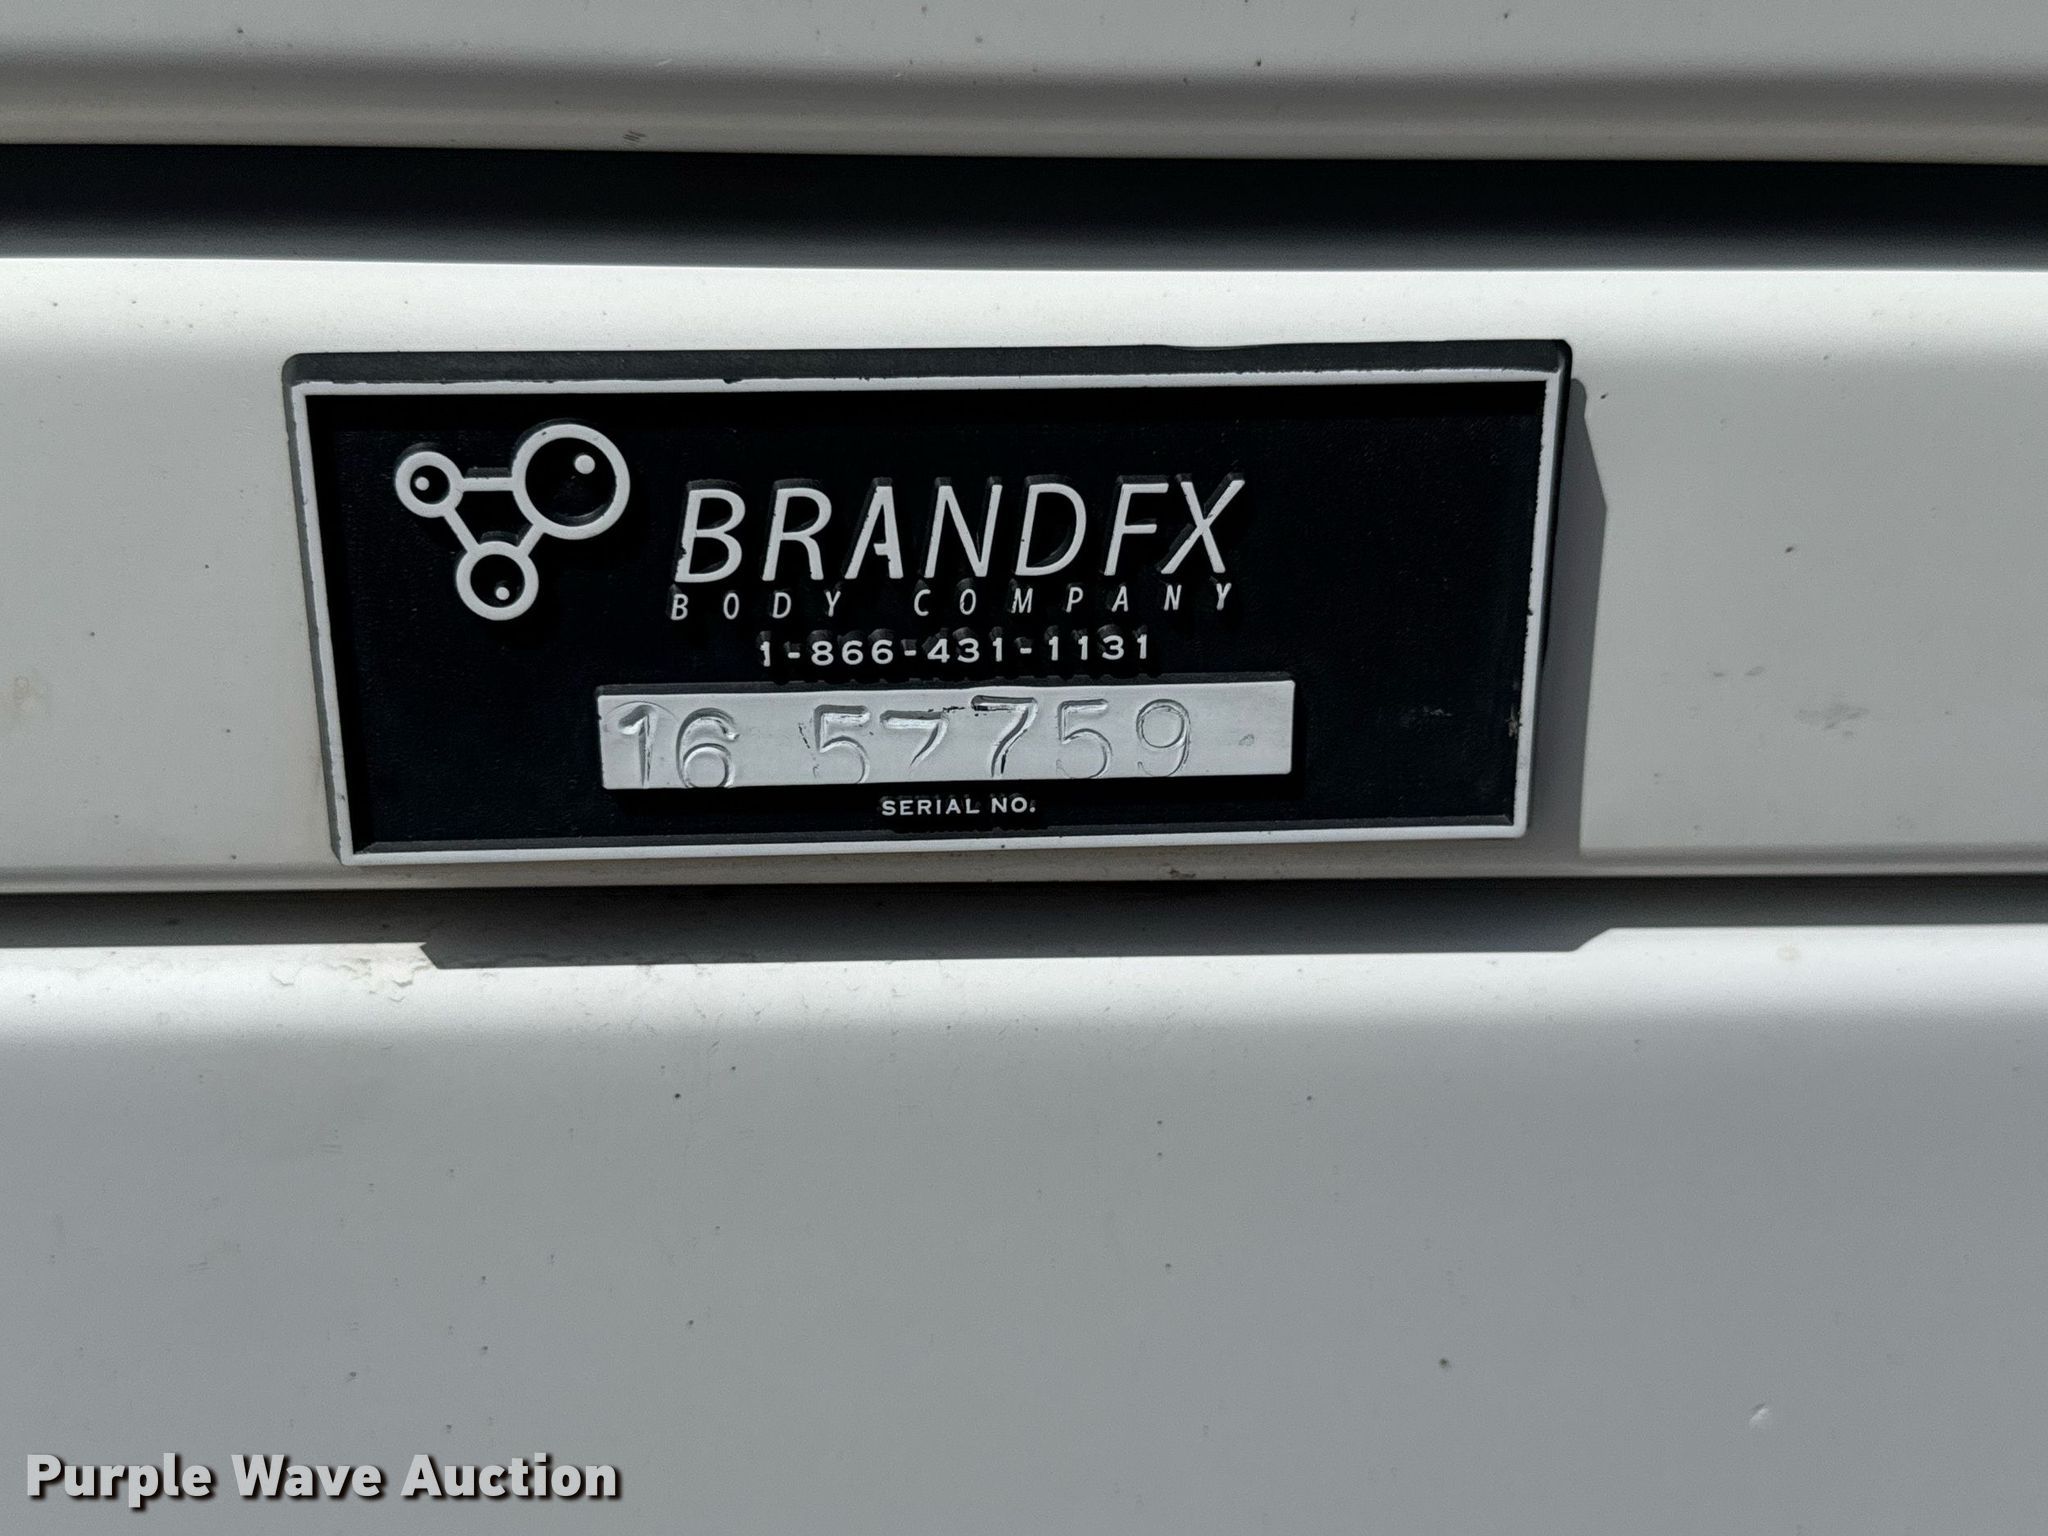 BRANDFX
BODY COMPANY
1-866-431-1131
16 57759
SERIAL NO.
Purple Wave Auction